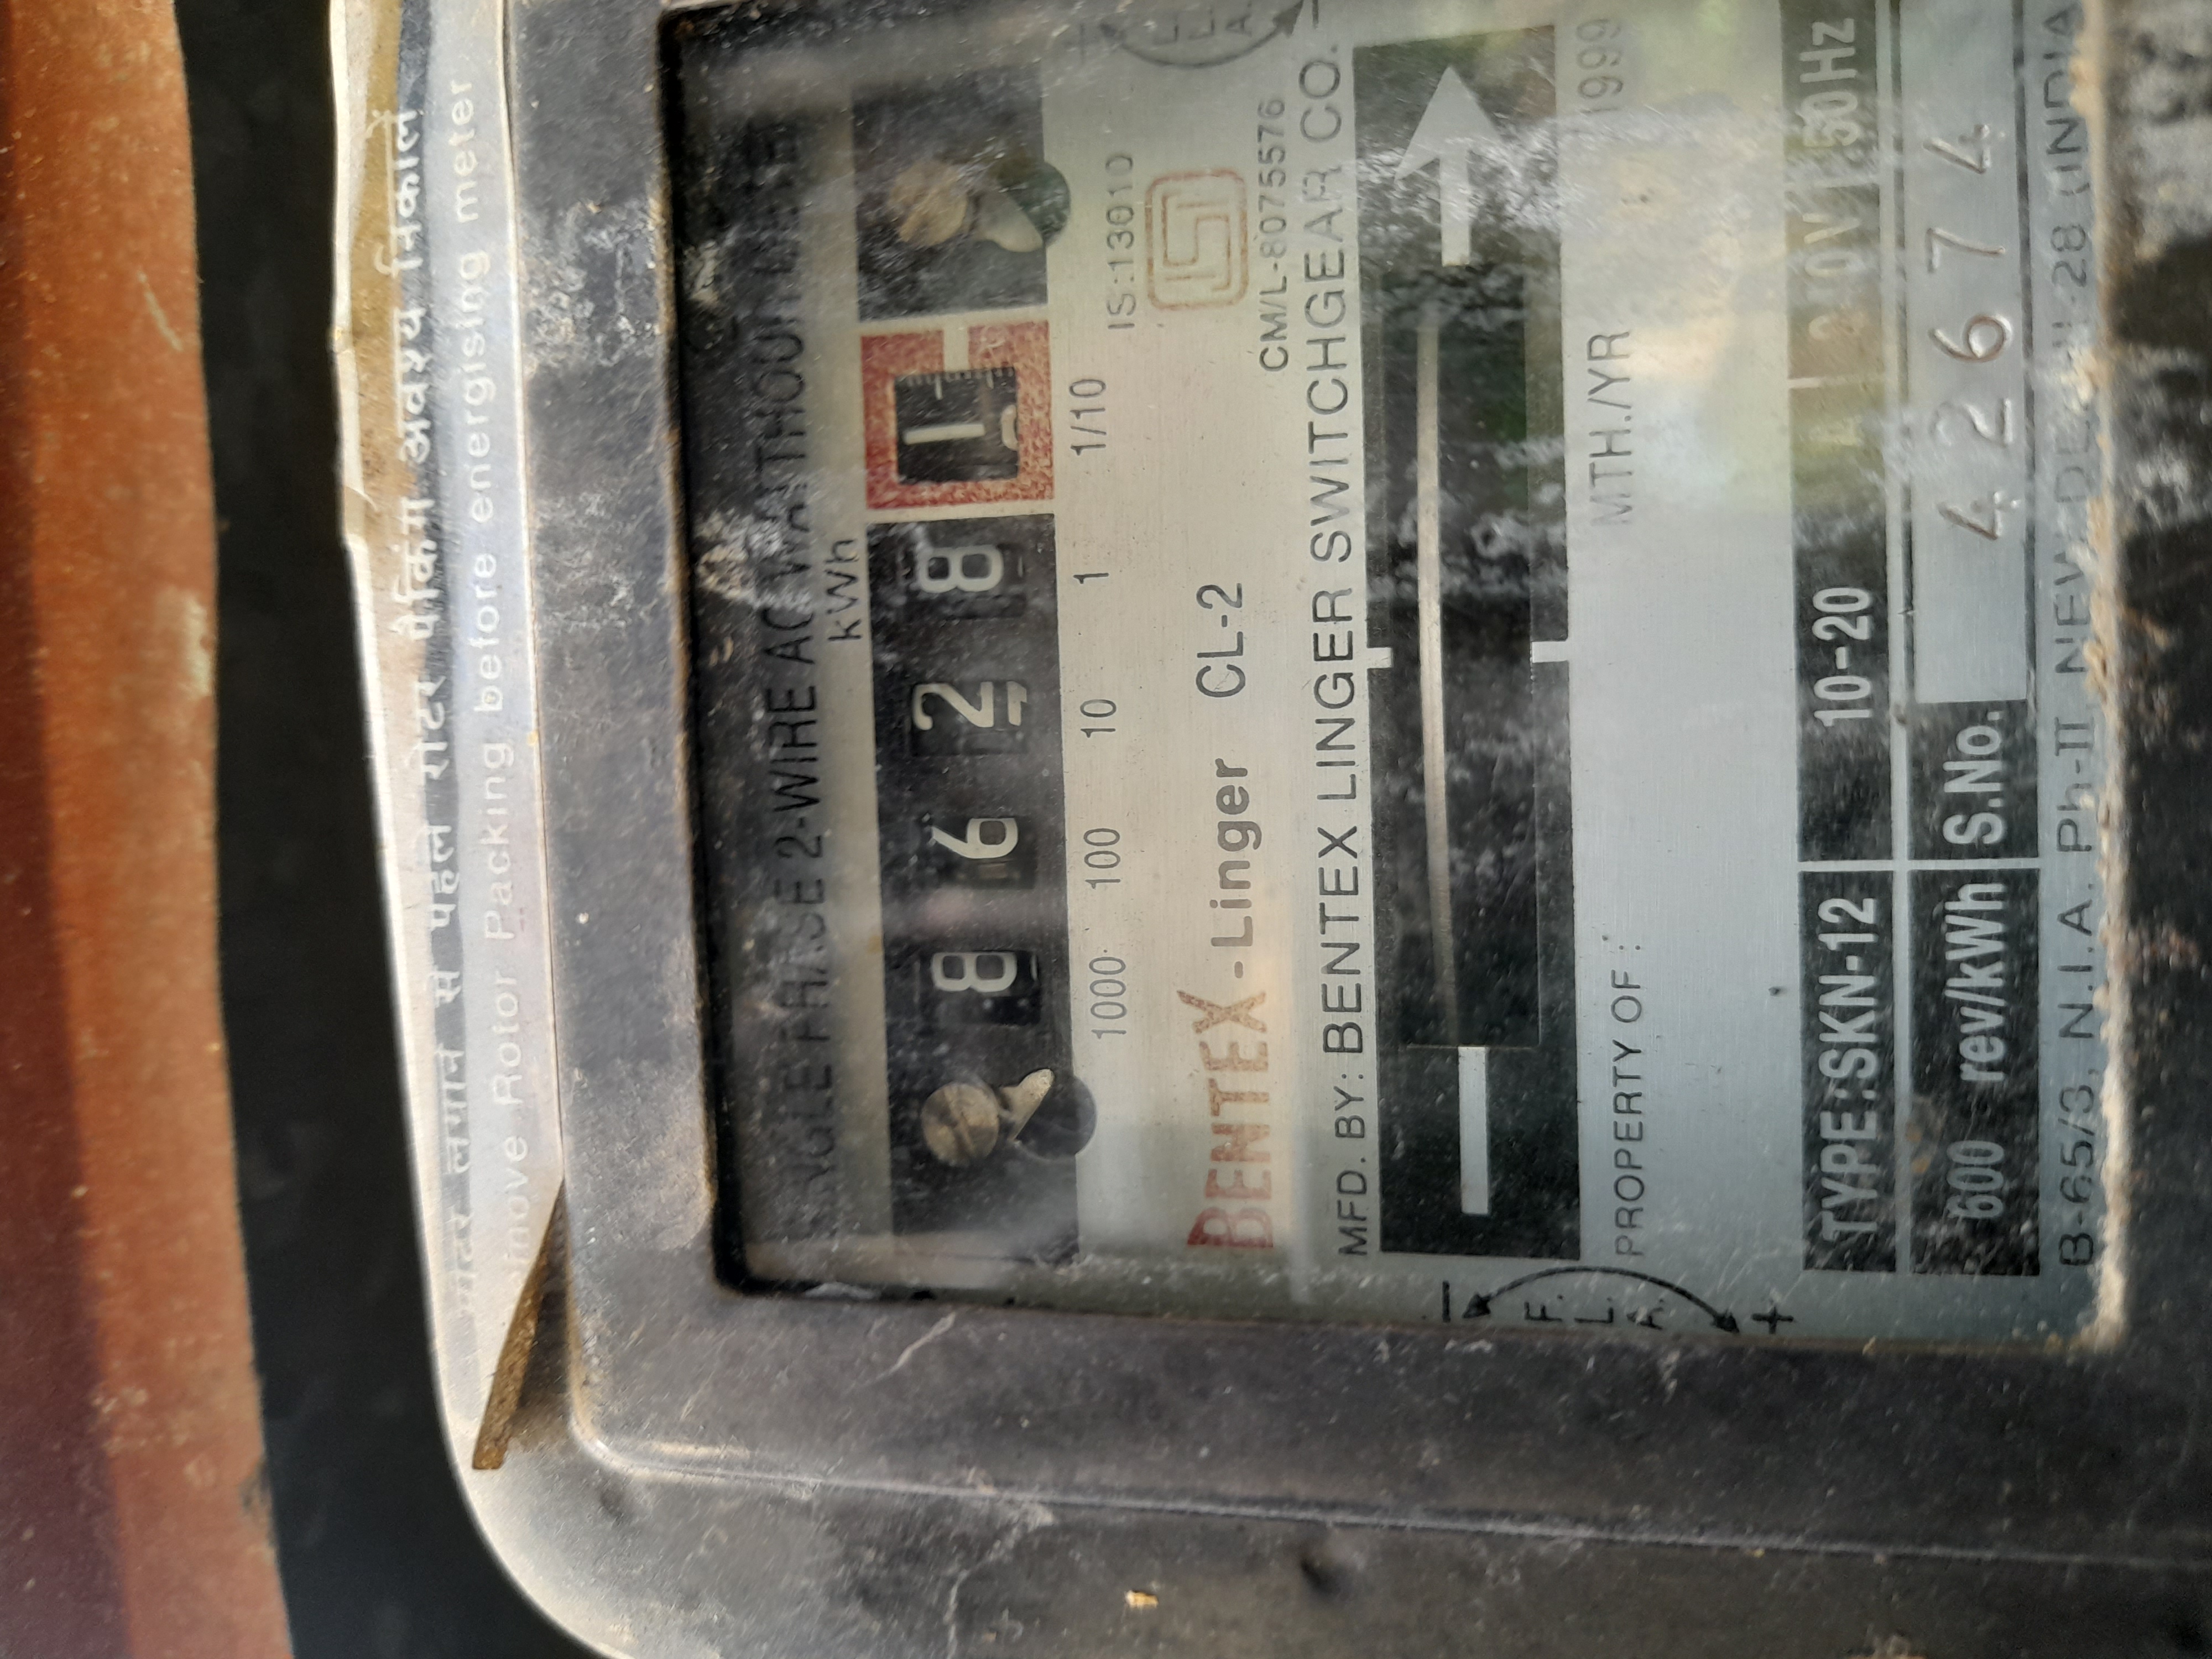 मीटर लगाने से पहले रोटर पैकिंग अवश्य निकालें
Remove Rotor Packing before energising meter
SINGLE PHASE 2-WIRE AC WATTHOUR METER
kWh
8 6 2 8 1
1000 100 10 1 1/10
IS:13010
BENTEX-Linger CL-2
CM/L-8075576
MFD. BY: BENTEX LINGER SWITCHGEAR CO.
- F. L. A.
PROPERTY OF : MTH./YR 1999
- F. L. A. +
TYPE:SKN-12 10-20 50Hz
600 rev/kWh S.No. 42674
B-65/3, N.I.A. Ph-II NEW DELHI-28 (INDIA